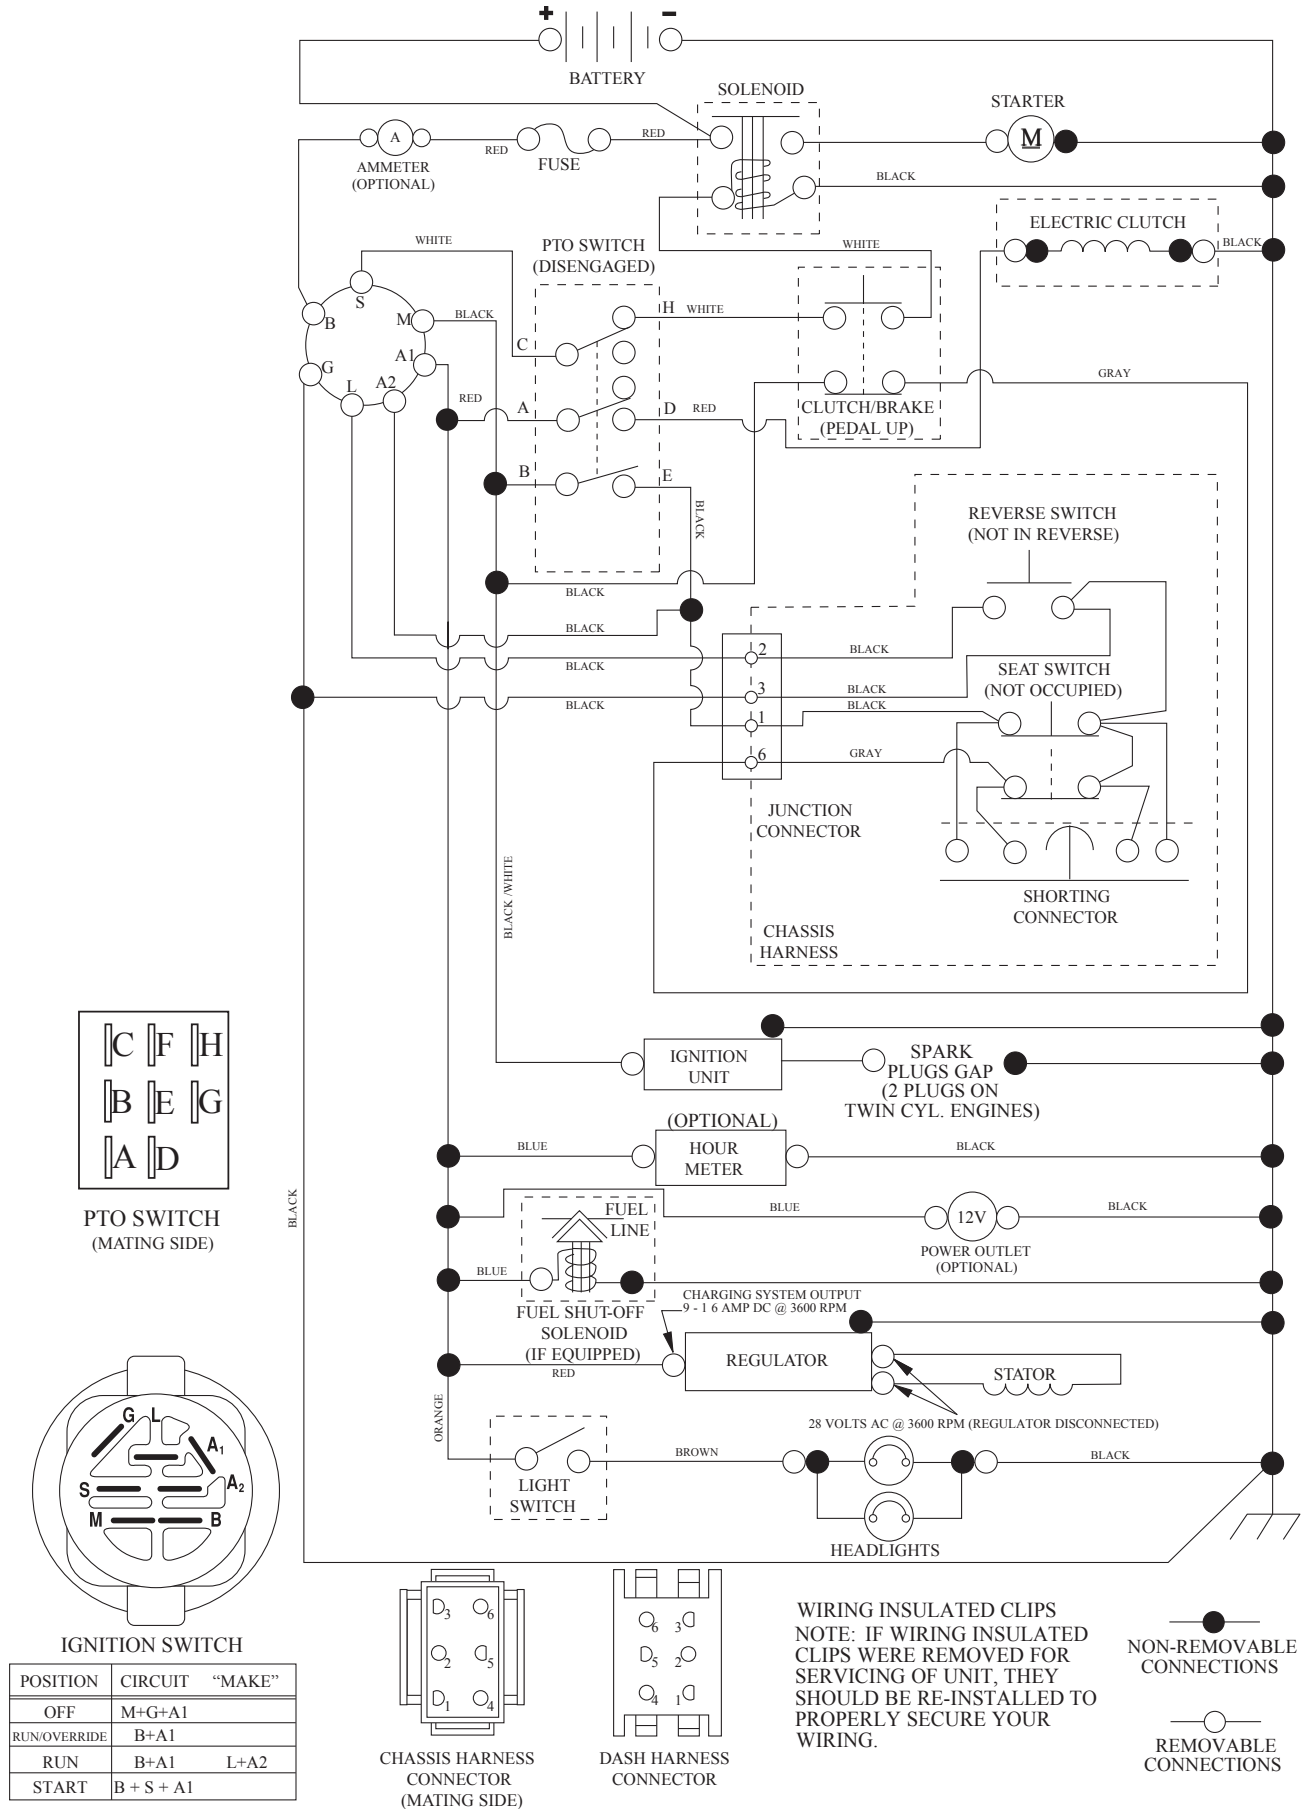 + −
BATTERY
SOLENOID
STARTER
A
AMMETER
(OPTIONAL)
RED
FUSE
RED
M
BLACK
ELECTRIC CLUTCH
BLACK
WHITE
PTO SWITCH
(DISENGAGED)
WHITE
S
B
M
BLACK
G
A1
L
A2
C
H
WHITE
RED
A
D
RED
B
E
CLUTCH/BRAKE
(PEDAL UP)
GRAY
BLACK
REVERSE SWITCH
(NOT IN REVERSE)
BLACK
BLACK
BLACK
BLACK
2
BLACK
3
BLACK
1
BLACK
6
GRAY
SEAT SWITCH
(NOT OCCUPIED)
JUNCTION
CONNECTOR
SHORTING
CONNECTOR
CHASSIS
HARNESS
BLACK /WHITE
C F H
B E G
A D
PTO SWITCH
(MATING SIDE)
BLACK
IGNITION
UNIT
SPARK
PLUGS GAP
(2 PLUGS ON
TWIN CYL. ENGINES)
(OPTIONAL)
BLUE
HOUR
METER
BLACK
FUEL
LINE
BLUE
12V
BLACK
POWER OUTLET
(OPTIONAL)
BLUE
FUEL SHUT-OFF
SOLENOID
(IF EQUIPPED)
CHARGING SYSTEM OUTPUT
9 - 1 6 AMP DC @ 3600 RPM
RED
REGULATOR
STATOR
28 VOLTS AC @ 3600 RPM (REGULATOR DISCONNECTED)
ORANGE
LIGHT
SWITCH
BROWN
BLACK
HEADLIGHTS
G L
A1
S
A2
M
B
IGNITION SWITCH
POSITION CIRCUIT “MAKE”
OFF M+G+A1
RUN/OVERRIDE B+A1
RUN B+A1 L+A2
START B + S + A1
3 6
2 5
1 4
CHASSIS HARNESS
CONNECTOR
(MATING SIDE)
6 3
5 2
4 1
DASH HARNESS
CONNECTOR
WIRING INSULATED CLIPS
NOTE: IF WIRING INSULATED
CLIPS WERE REMOVED FOR
SERVICING OF UNIT, THEY
SHOULD BE RE-INSTALLED TO
PROPERLY SECURE YOUR
WIRING.
NON-REMOVABLE
CONNECTIONS
REMOVABLE
CONNECTIONS